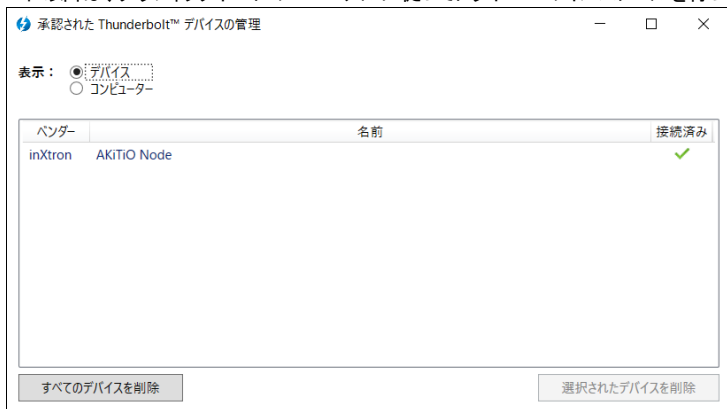 承認された Thunderbolt™ デバイスの管理
表示： デバイス
コンピューター
ベンダー 名前 接続済み
inXtron AKiTiO Node
すべてのデバイスを削除 選択されたデバイスを削除